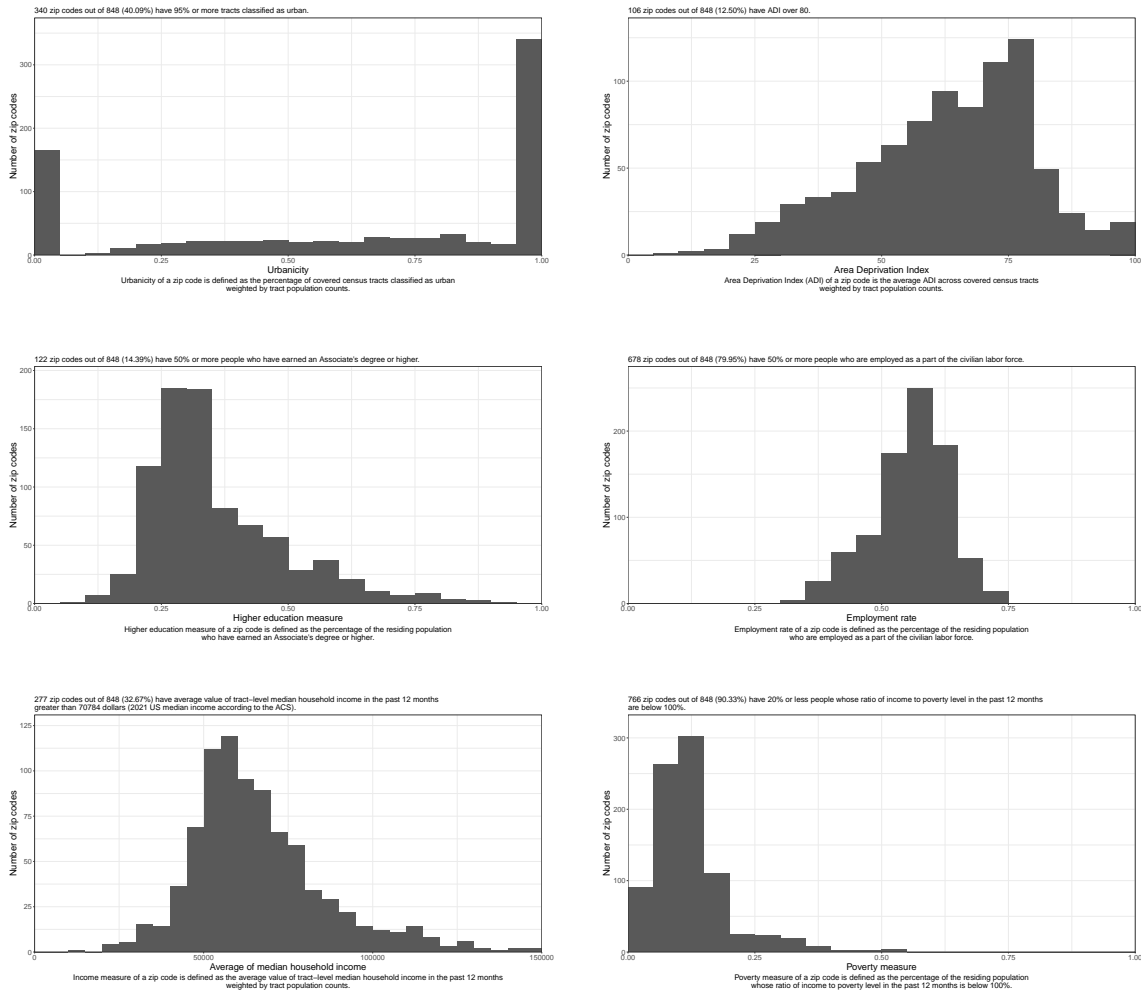 340 zip codes out of 848 (40.09%) have 95% or more tracts classified as urban.
300
200
100
0
Number of zip codes
0.00
0.25
0.50
0.75
1.00
Urbanicity
Urbanicity of a zip code is defined as the percentage of covered census tracts classified as urban
weighted by tract population counts.
106 zip codes out of 848 (12.50%) have ADI over 80.
100
50
0
Number of zip codes
0
25
50
75
100
Area Deprivation Index
Area Deprivation Index (ADI) of a zip code is the average ADI across covered census tracts
weighted by tract population counts.
122 zip codes out of 848 (14.39%) have 50% or more people who have earned an Associate's degree or higher.
200
150
100
50
0
Number of zip codes
0.00
0.25
0.50
0.75
1.00
Higher education measure
Higher education measure of a zip code is defined as the percentage of the residing population
who have earned an Associate's degree or higher.
678 zip codes out of 848 (79.95%) have 50% or more people who are employed as a part of the civilian labor force.
200
100
0
Number of zip codes
0.00
0.25
0.50
0.75
1.00
Employment rate
Employment rate of a zip code is defined as the percentage of the residing population
who are employed as a part of the civilian labor force.
277 zip codes out of 848 (32.67%) have average value of tract−level median household income in the past 12 months
greater than 70784 dollars (2021 US median income according to the ACS).
125
100
75
50
25
0
Number of zip codes
0
50000
100000
150000
Average of median household income
Income measure of a zip code is defined as the average value of tract−level median household income in the past 12 months
weighted by tract population counts.
766 zip codes out of 848 (90.33%) have 20% or less people whose ratio of income to poverty level in the past 12 months
are below 100%.
300
200
100
0
Number of zip codes
0.00
0.25
0.50
0.75
1.00
Poverty measure
Poverty measure of a zip code is defined as the percentage of the residing population
whose ratio of income to poverty level in the past 12 months is below 100%.